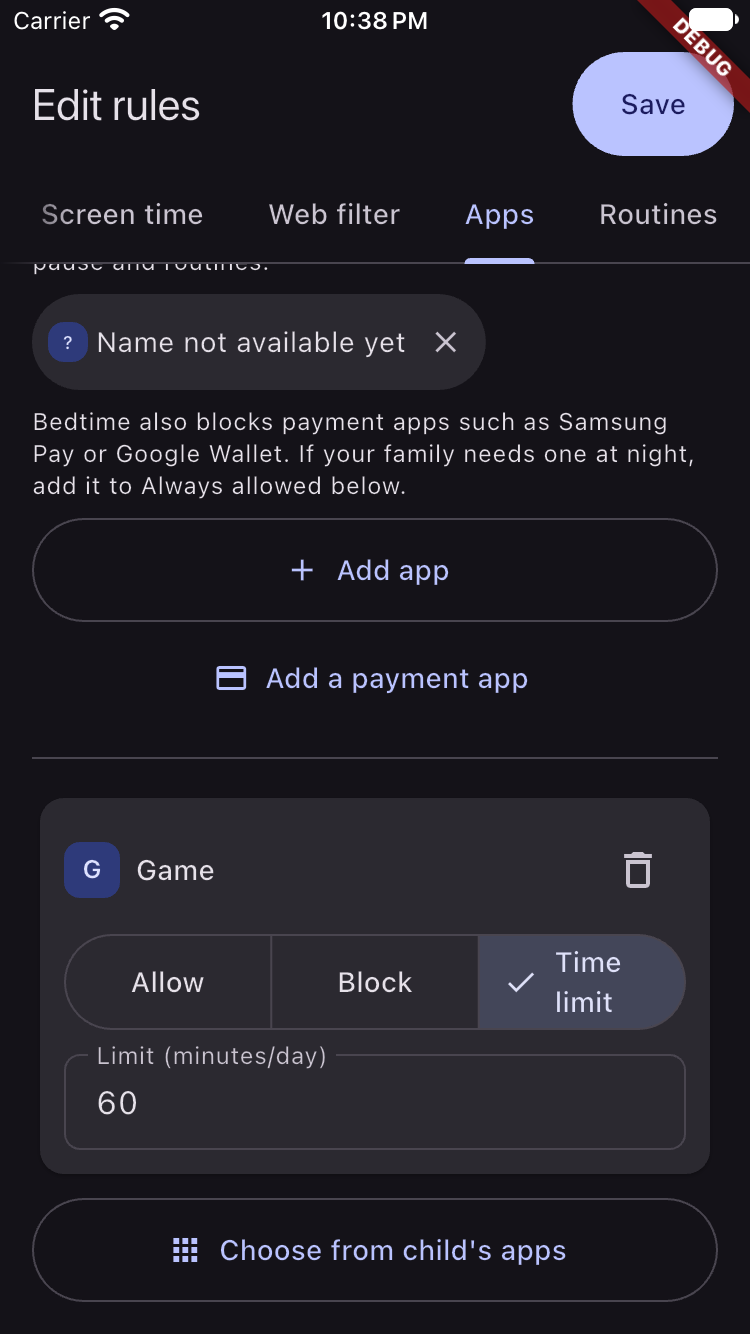 Carrier 10:38 PM
DEBUG
Edit rules
Save
Screen time Web filter Apps Routines
pause and routines.
? Name not available yet
Bedtime also blocks payment apps such as Samsung
Pay or Google Wallet. If your family needs one at night,
add it to Always allowed below.
+ Add app
Add a payment app
G Game
Allow Block Time
limit
Limit (minutes/day)
60
Choose from child's apps